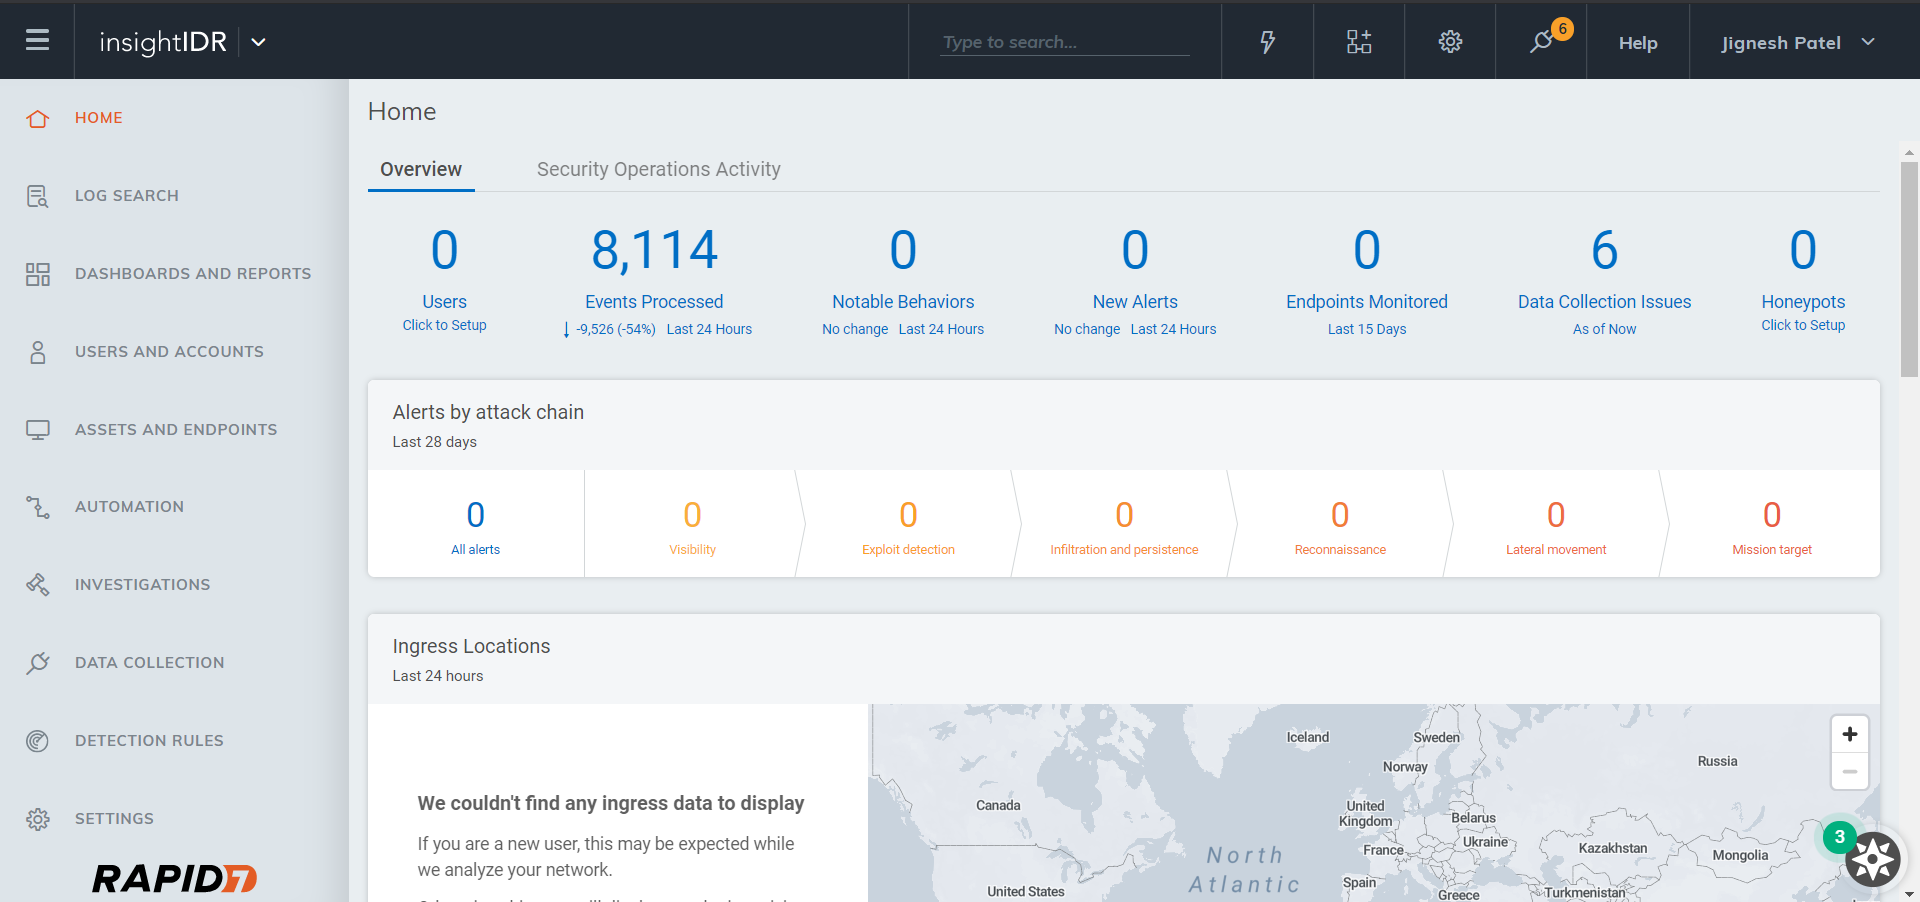 insightIDR
Type to search...
6
Help
Jignesh Patel
HOME
LOG SEARCH
DASHBOARDS AND REPORTS
USERS AND ACCOUNTS
ASSETS AND ENDPOINTS
AUTOMATION
INVESTIGATIONS
DATA COLLECTION
DETECTION RULES
SETTINGS
RAPID7
Home
Overview
Security Operations Activity
0
Users
Click to Setup
8,114
Events Processed
-9,526 (-54%) Last 24 Hours
0
Notable Behaviors
No change Last 24 Hours
0
New Alerts
No change Last 24 Hours
0
Endpoints Monitored
Last 15 Days
6
Data Collection Issues
As of Now
0
Honeypots
Click to Setup
Alerts by attack chain
Last 28 days
0
All alerts
0
Visibility
0
Exploit detection
0
Infiltration and persistence
0
Reconnaissance
0
Lateral movement
0
Mission target
Ingress Locations
Last 24 hours
We couldn't find any ingress data to display
If you are a new user, this may be expected while
we analyze your network.
Iceland
Sweden
Norway
Russia
Canada
United
Kingdom
Belarus
Ukraine
France
Kazakhstan
Mongolia
North
Atlantic
Spain
United States
Greece
Turkmenistan
+
−
3